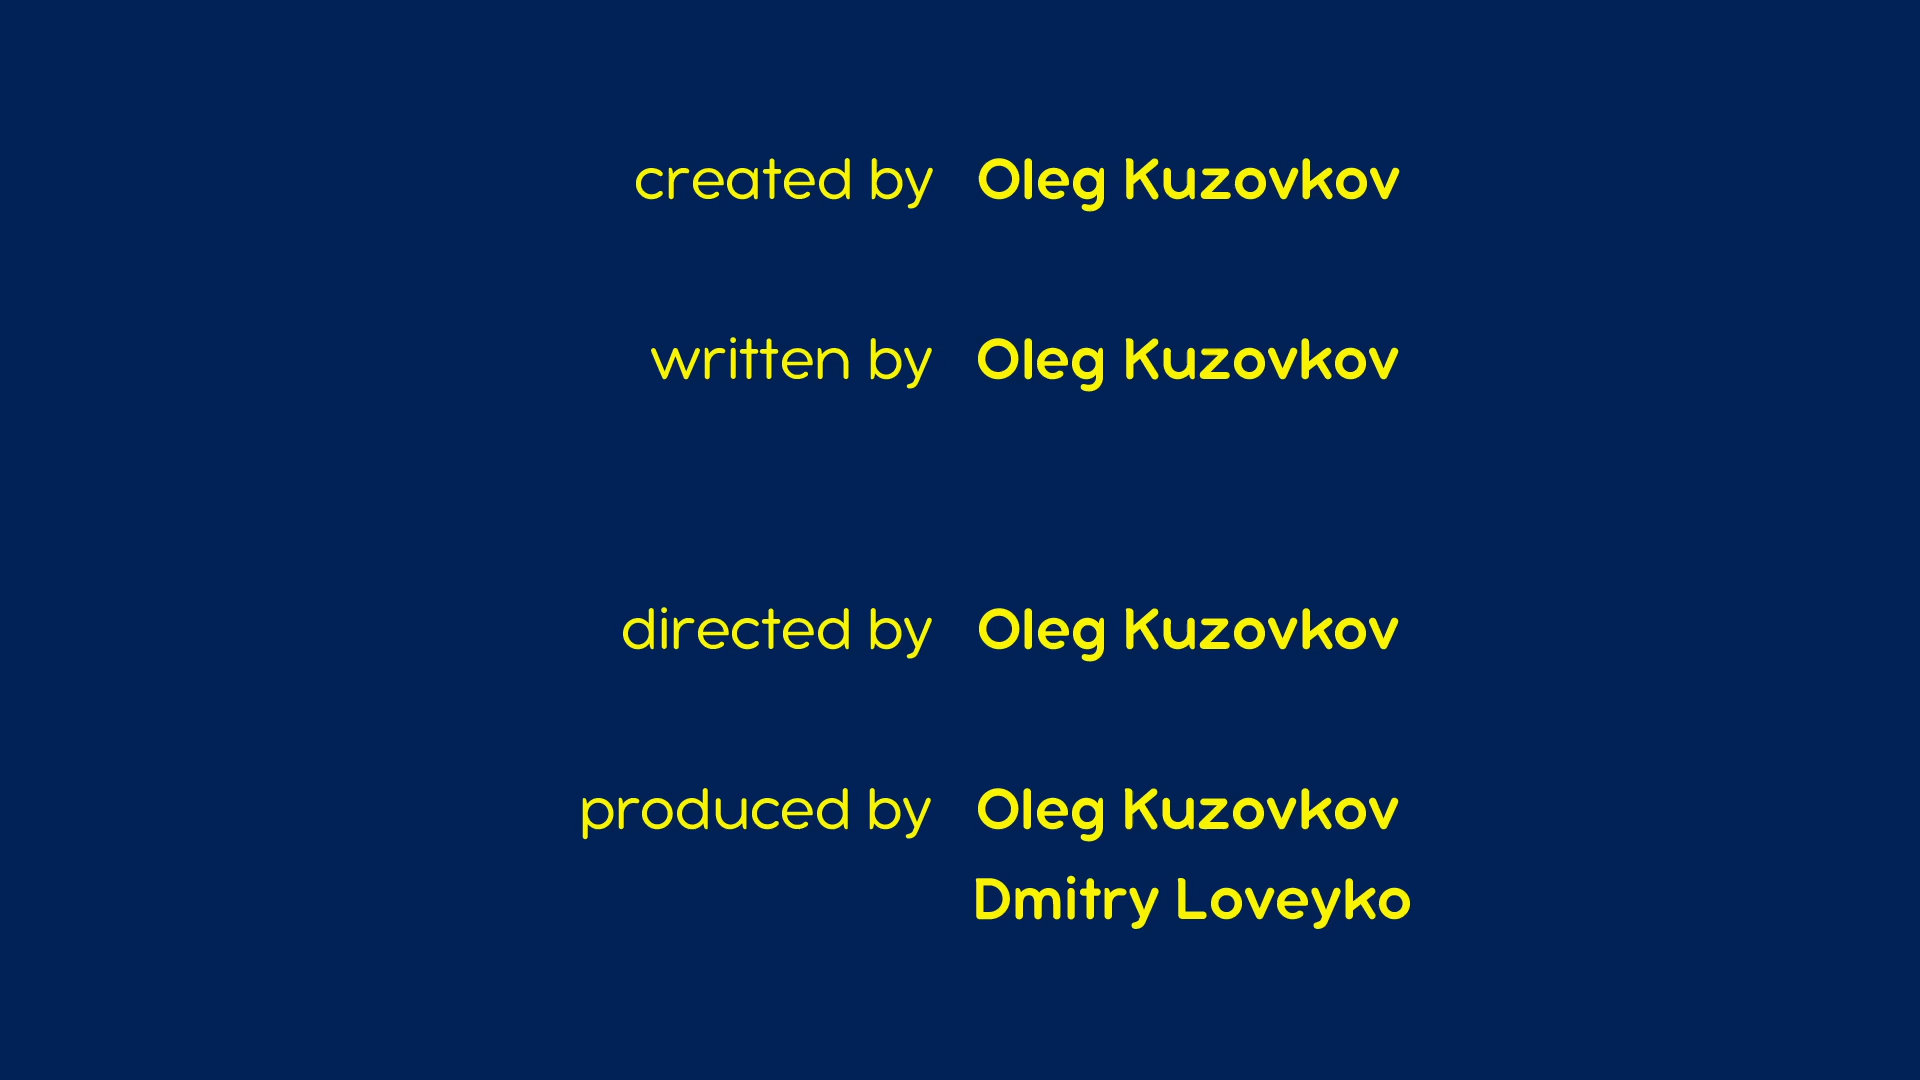 created by Oleg Kuzovkov
written by Oleg Kuzovkov
directed by Oleg Kuzovkov
produced by Oleg Kuzovkov
Dmitry Loveyko